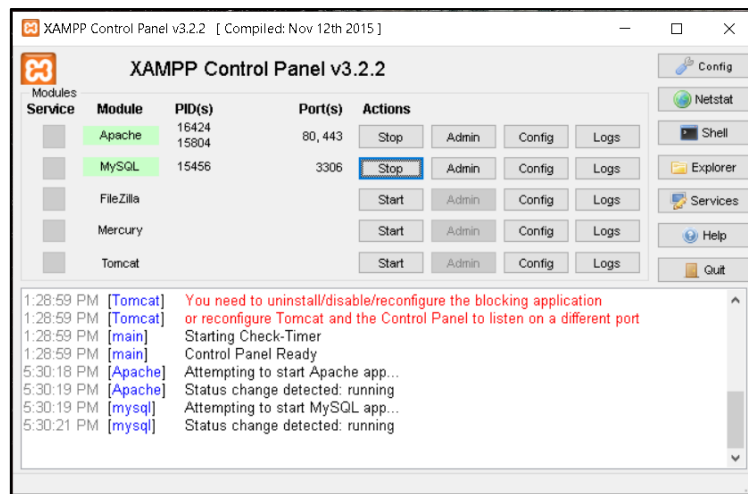 XAMPP Control Panel v3.2.2 [ Compiled: Nov 12th 2015 ]
XAMPP Control Panel v3.2.2
Config
Modules
Service Module PID(s) Port(s) Actions
Netstat
Apache 16424 15804 80, 443 Stop Admin Config Logs
Shell
MySQL 15456 3306 Stop Admin Config Logs
Explorer
FileZilla Start Admin Config Logs
Services
Mercury Start Admin Config Logs
Help
Tomcat Start Admin Config Logs
Quit
1:28:59 PM [Tomcat] You need to uninstall/disable/reconfigure the blocking application
1:28:59 PM [Tomcat] or reconfigure Tomcat and the Control Panel to listen on a different port
1:28:59 PM [main] Starting Check-Timer
1:28:59 PM [main] Control Panel Ready
5:30:18 PM [Apache] Attempting to start Apache app...
5:30:19 PM [Apache] Status change detected: running
5:30:19 PM [mysql] Attempting to start MySQL app...
5:30:21 PM [mysql] Status change detected: running